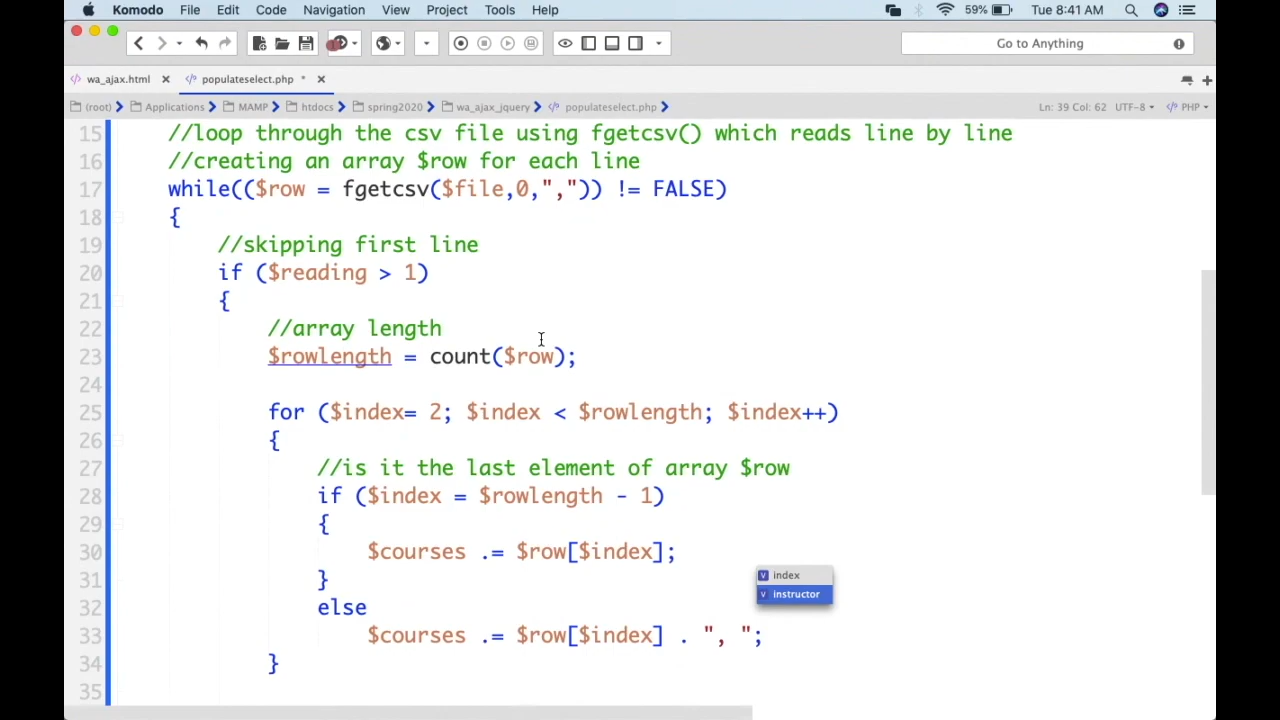 Komodo File Edit Code Navigation View Project Tools Help 59% Tue 8:41 AM
Go to Anything
wa_ajax.html populateselect.php *
(root) Applications MAMP htdocs spring2020 wa_ajax_jquery populateselect.php Ln: 39 Col: 62 UTF-8 PHP
15 //loop through the csv file using fgetcsv() which reads line by line
16 //creating an array $row for each line
17 while(($row = fgetcsv($file,0,",")) != FALSE)
18 {
19 //skipping first line
20 if ($reading > 1)
21 {
22 //array length
23 $rowlength = count($row);
24
25 for ($index= 2; $index < $rowlength; $index++)
26 {
27 //is it the last element of array $row
28 if ($index = $rowlength - 1)
29 {
30 $courses .= $row[$index];
index
31 }
instructor
32 else
33 $courses .= $row[$index] . ", ";
34 }
35